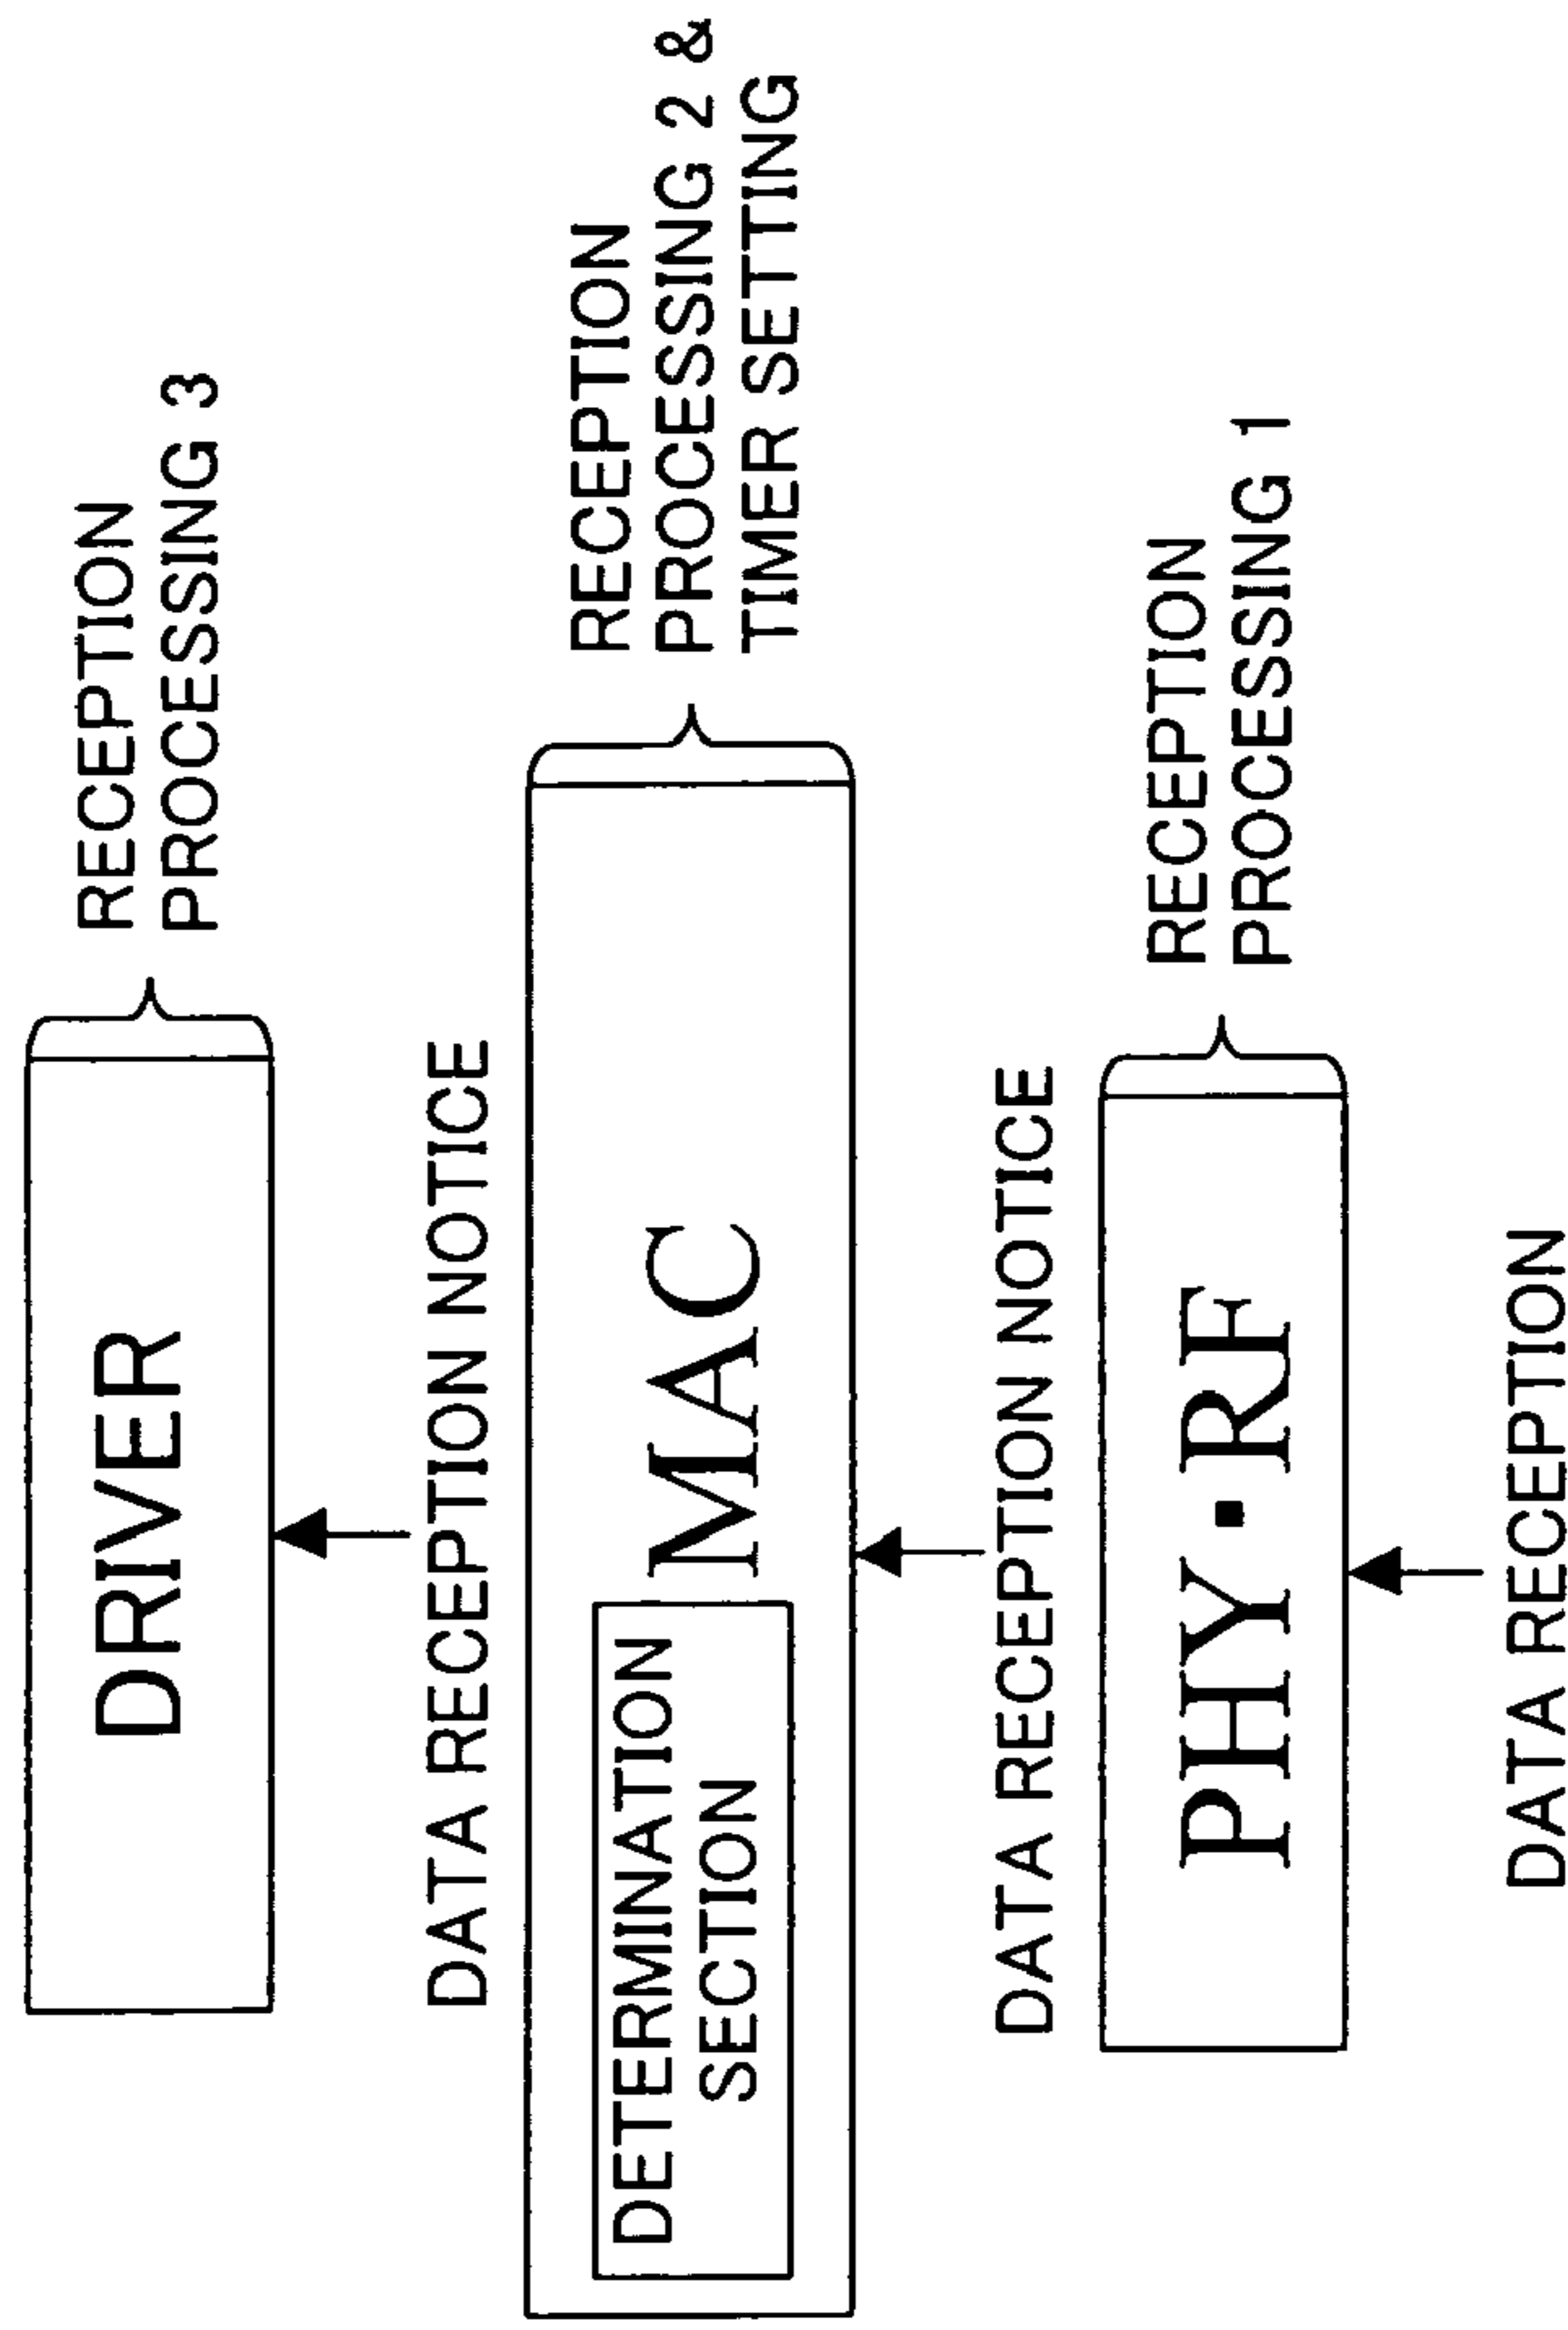 DRIVER
RECEPTION
PROCESSING 3
DATA RECEPTION NOTICE
DETERMINATION
SECTION
MAC
RECEPTION
PROCESSING 2 &
TIMER SETTING
DATA RECEPTION NOTICE
PHY▪RF
RECEPTION
PROCESSING 1
DATA RECEPTION